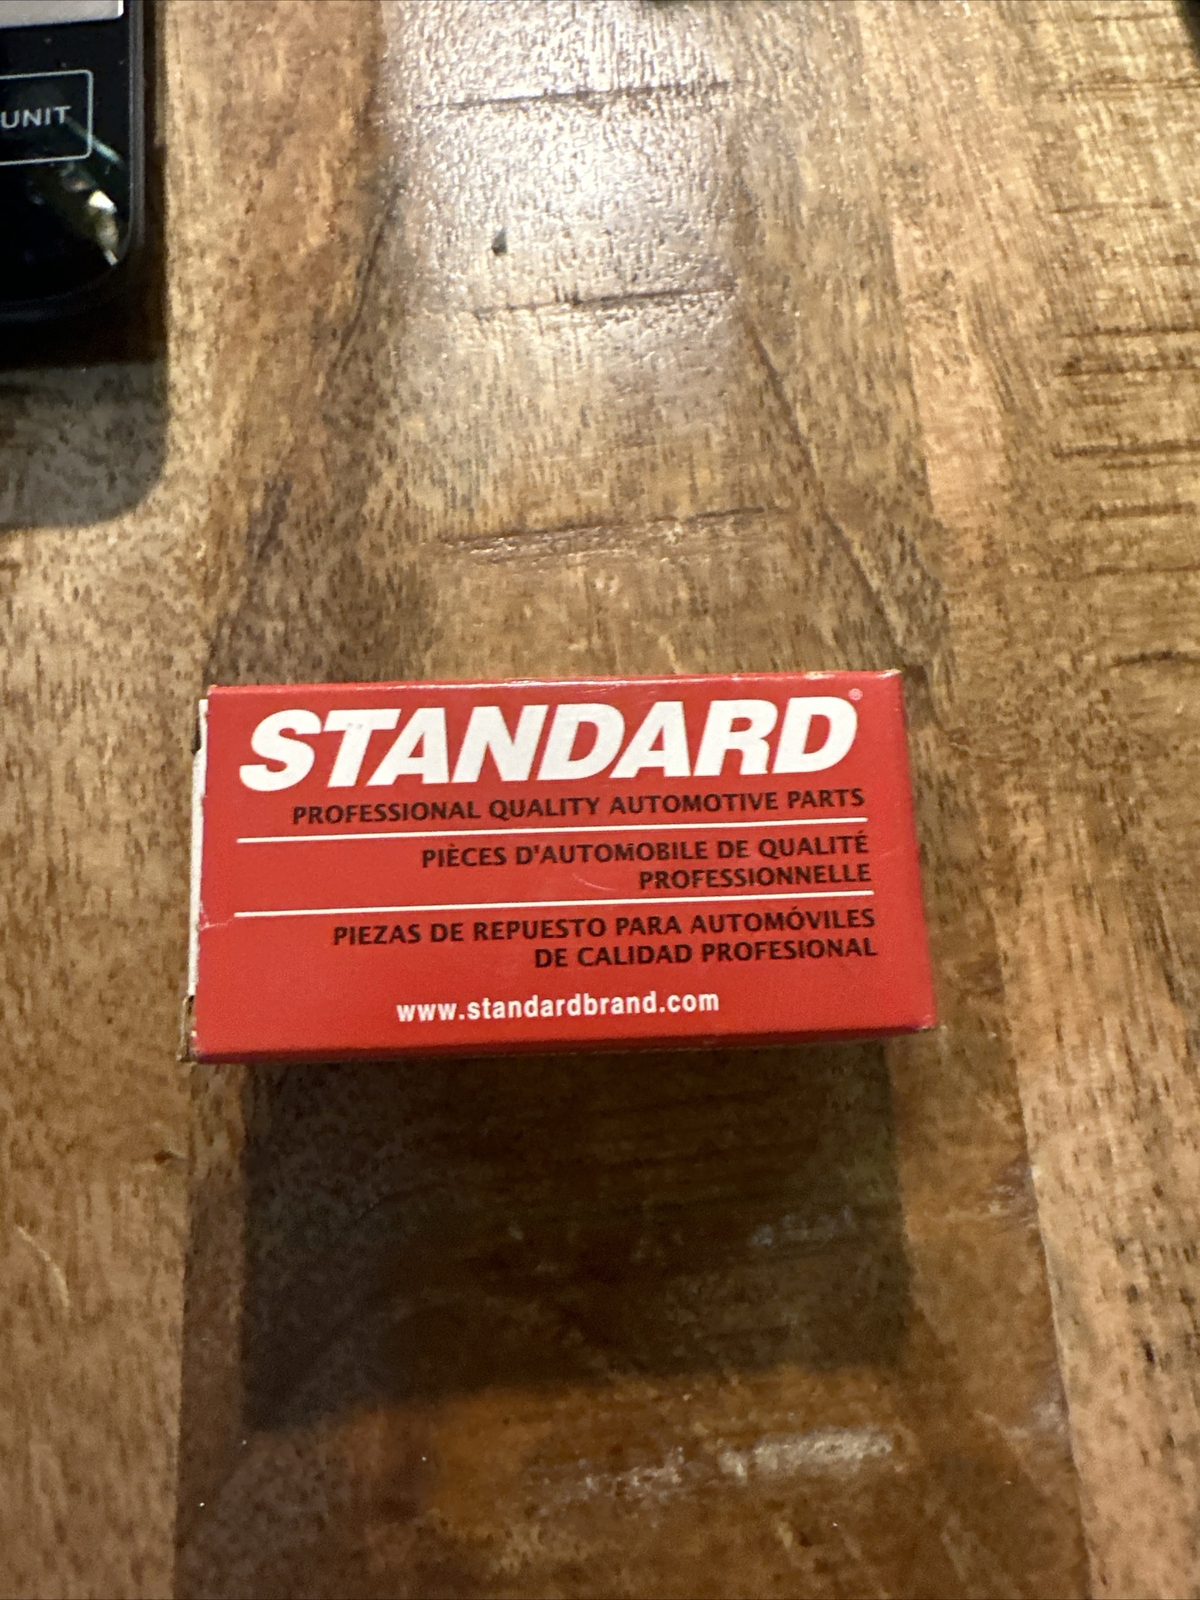 UNIT
STANDARD®
PROFESSIONAL QUALITY AUTOMOTIVE PARTS
PIÈCES D'AUTOMOBILE DE QUALITÉ
PROFESSIONNELLE
PIEZAS DE REPUESTO PARA AUTOMÓVILES
DE CALIDAD PROFESIONAL
www.standardbrand.com